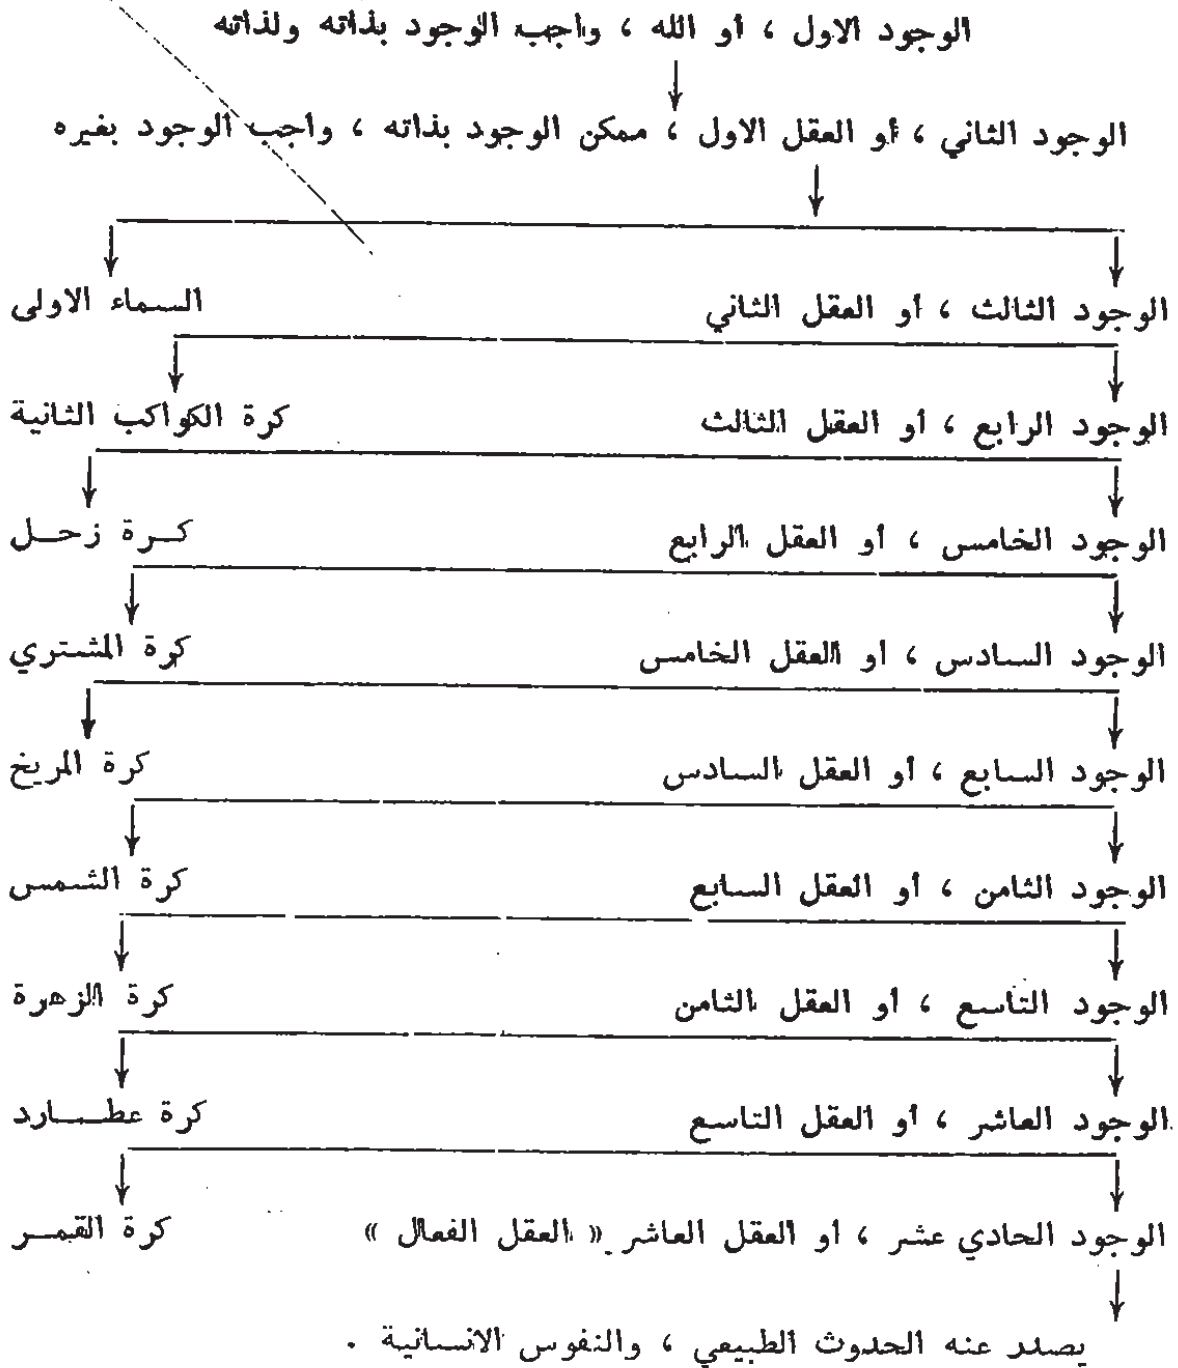 الوجود الاول ، أو الله ، واجب الوجود بذاته ولذاته
الوجود الثاني ، أو العقل الاول ، ممكن الوجود بذاته ، واجب الوجود بغيره
الوجود الثالث ، أو العقل الثاني السماء الاولى
الوجود الرابع ، أو العقل الثالث كرة الكواكب الثانية
الوجود الخامس ، أو العقل الرابع كـرة زحـل
الوجود السادس ، أو العقل الخامس كرة المشتري
الوجود السابع ، أو العقل السادس كرة المريخ
الوجود الثامن ، أو العقل السابع كرة الشمس
الوجود التاسع ، أو العقل الثامن كرة الزهرة
الوجود العاشر ، أو العقل التاسع كرة عطـــارد
الوجود الحادي عشر ، أو العقل العاشر « العقل الفعال » كرة القمــر
يصدر عنه الحدوث الطبيعي ، والنفوس الانسانية .